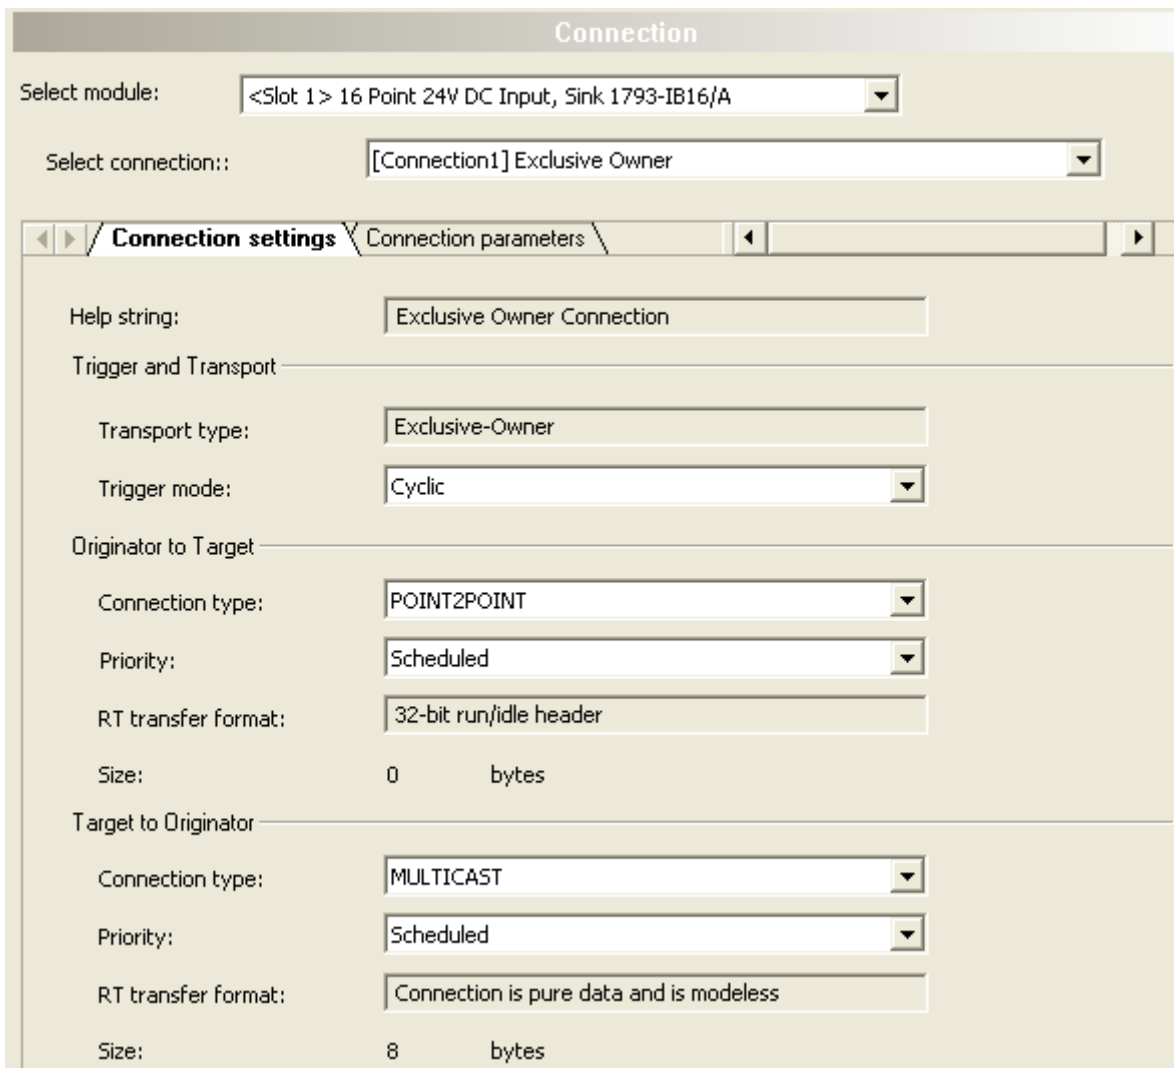 Connection
Select module: <Slot 1> 16 Point 24V DC Input, Sink 1793-IB16/A
Select connection:: [Connection1] Exclusive Owner
Connection settings Connection parameters
Help string: Exclusive Owner Connection
Trigger and Transport
Transport type: Exclusive-Owner
Trigger mode: Cyclic
Originator to Target
Connection type: POINT2POINT
Priority: Scheduled
RT transfer format: 32-bit run/idle header
Size: 0 bytes
Target to Originator
Connection type: MULTICAST
Priority: Scheduled
RT transfer format: Connection is pure data and is modeless
Size: 8 bytes